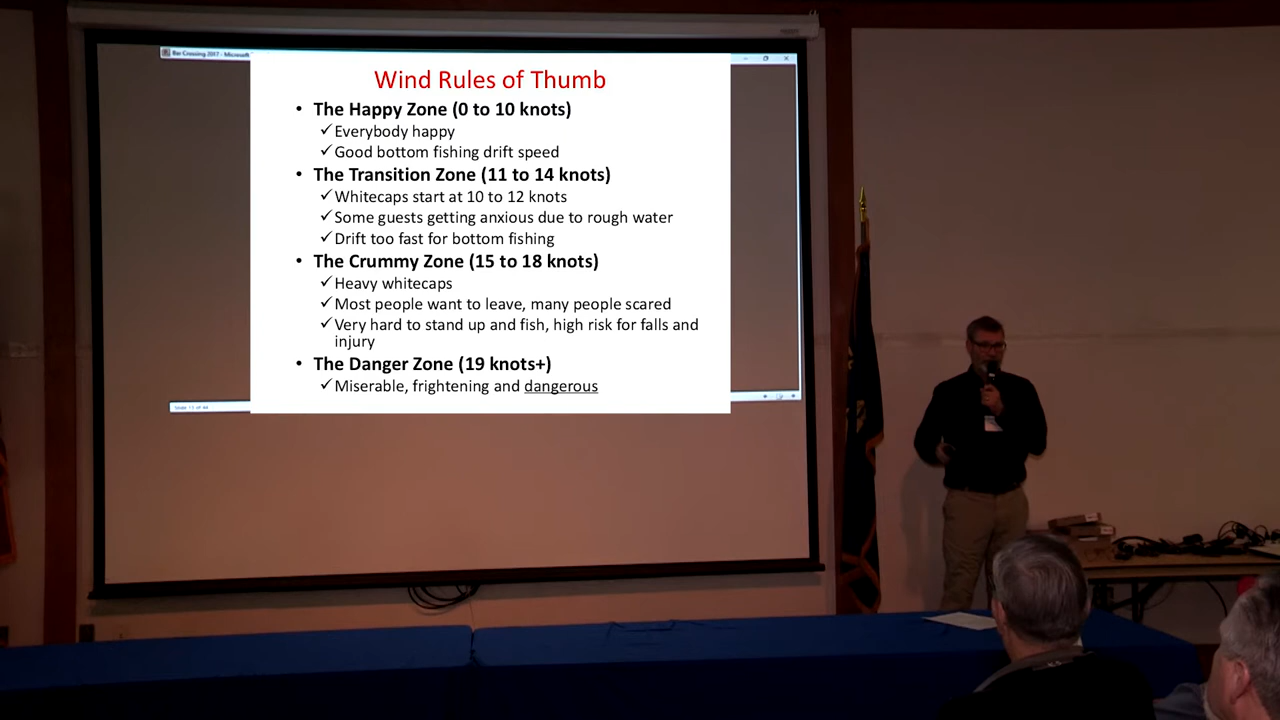 Bar Crossing 2017 - Microsoft
Wind Rules of Thumb
• The Happy Zone (0 to 10 knots)
✓Everybody happy
✓Good bottom fishing drift speed
• The Transition Zone (11 to 14 knots)
✓Whitecaps start at 10 to 12 knots
✓Some guests getting anxious due to rough water
✓Drift too fast for bottom fishing
• The Crummy Zone (15 to 18 knots)
✓Heavy whitecaps
✓Most people want to leave, many people scared
✓Very hard to stand up and fish, high risk for falls and
injury
• The Danger Zone (19 knots+)
✓Miserable, frightening and dangerous